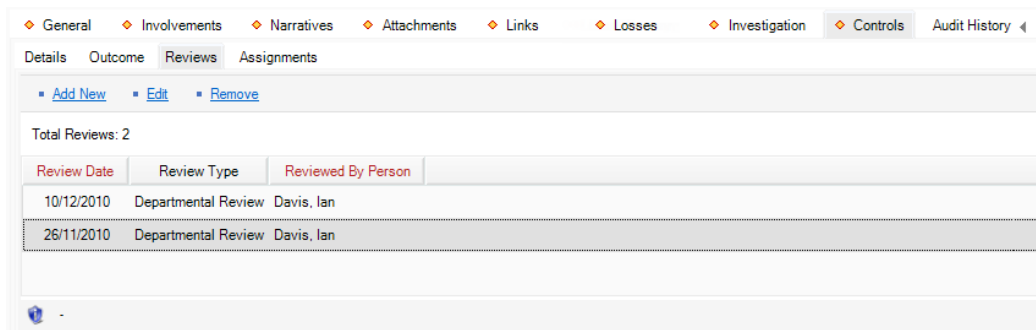 General Involvements Narratives Attachments Links Losses Investigation Controls Audit History
Details Outcome Reviews Assignments
Add New Edit Remove
Total Reviews: 2
Review Date Review Type Reviewed By Person
10/12/2010 Departmental Review Davis, Ian
26/11/2010 Departmental Review Davis, Ian
-